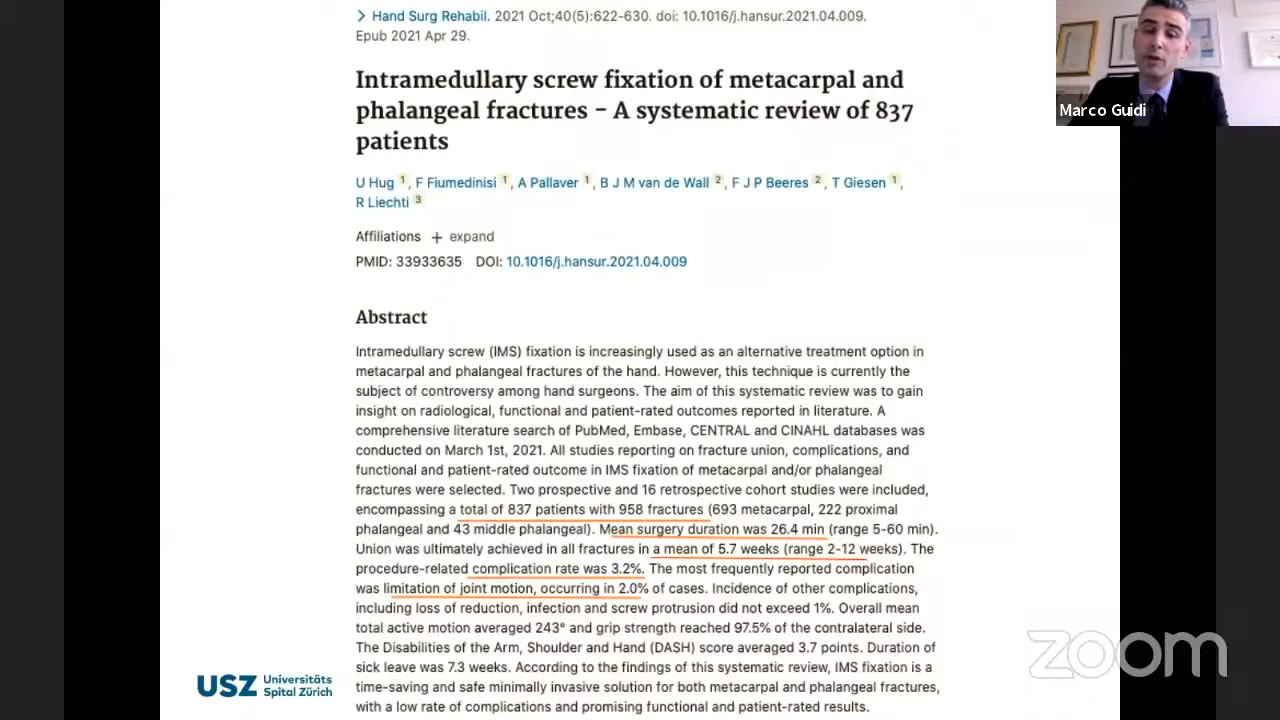 Hand Surg Rehabil. 2021 Oct;40(5):622-630. doi: 10.1016/j.hansur.2021.04.009.
Epub 2021 Apr 29.
Intramedullary screw fixation of metacarpal and
phalangeal fractures - A systematic review of 837
patients
U Hug 1, F Fiumedinisi 1, A Pallaver 1, B J M van de Wall 2, F J P Beeres 2, T Giesen 1,
R Liechti 3
Affiliations + expand
PMID: 33933635 DOI: 10.1016/j.hansur.2021.04.009
Abstract
Intramedullary screw (IMS) fixation is increasingly used as an alternative treatment option in
metacarpal and phalangeal fractures of the hand. However, this technique is currently the
subject of controversy among hand surgeons. The aim of this systematic review was to gain
insight on radiological, functional and patient-rated outcomes reported in literature. A
comprehensive literature search of PubMed, Embase, CENTRAL and CINAHL databases was
conducted on March 1st, 2021. All studies reporting on fracture union, complications, and
functional and patient-rated outcome in IMS fixation of metacarpal and/or phalangeal
fractures were selected. Two prospective and 16 retrospective cohort studies were included,
encompassing a total of 837 patients with 958 fractures (693 metacarpal, 222 proximal
phalangeal and 43 middle phalangeal). Mean surgery duration was 26.4 min (range 5-60 min).
Union was ultimately achieved in all fractures in a mean of 5.7 weeks (range 2-12 weeks). The
procedure-related complication rate was 3.2%. The most frequently reported complication
was limitation of joint motion, occurring in 2.0% of cases. Incidence of other complications,
including loss of reduction, infection and screw protrusion did not exceed 1%. Overall mean
total active motion averaged 243° and grip strength reached 97.5% of the contralateral side.
The Disabilities of the Arm, Shoulder and Hand (DASH) score averaged 3.7 points. Duration of
sick leave was 7.3 weeks. According to the findings of this systematic review, IMS fixation is a
time-saving and safe minimally invasive solution for both metacarpal and phalangeal fractures,
with a low rate of complications and promising functional and patient-rated results.
USZ Universitäts
Spital Zürich
Marco Guidi
zoom